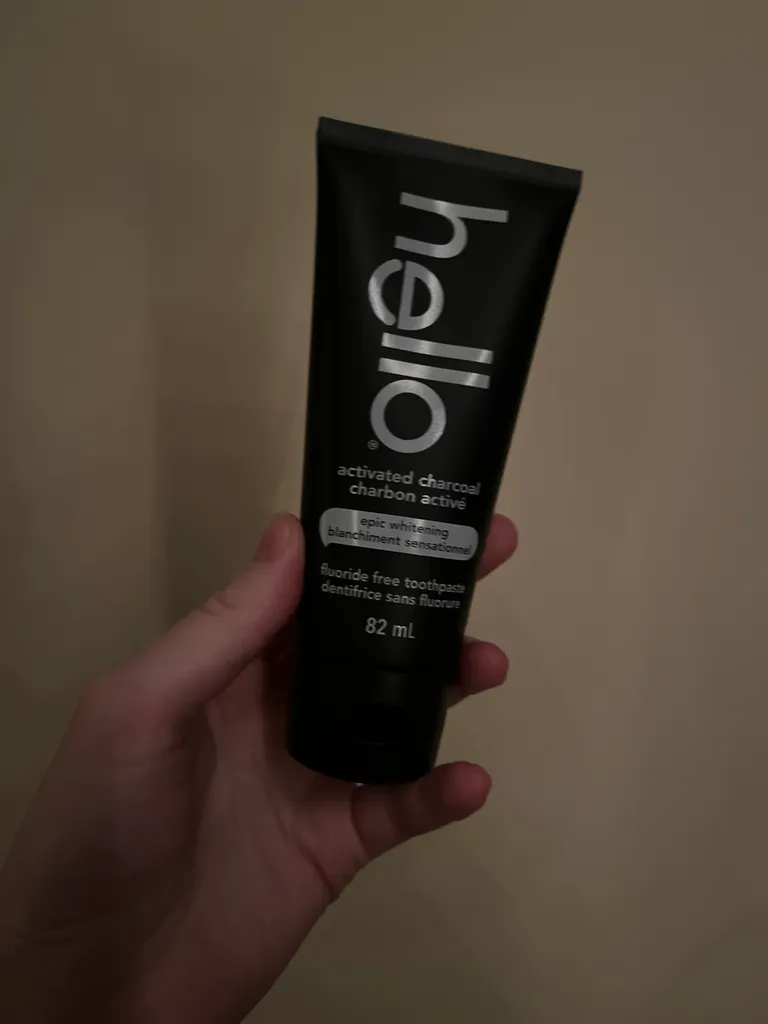 hello®
activated charcoal
charbon activé
epic whitening
blanchiment sensationnel
fluoride free toothpaste
dentifrice sans fluorure
82 mL